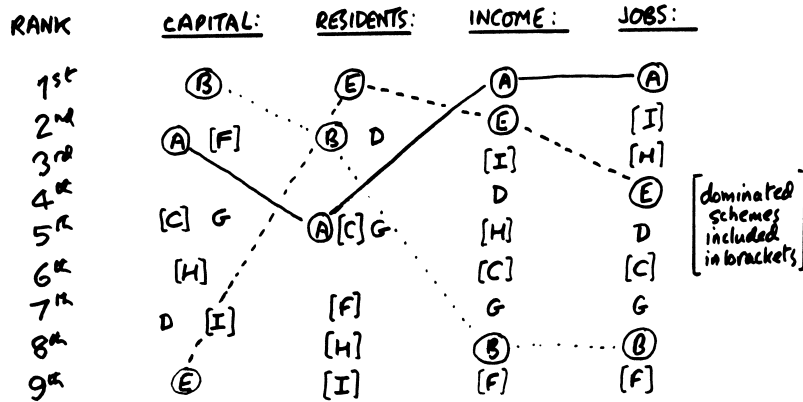 RANK CAPITAL: RESIDENTS: INCOME: JOBS:
1st B E A A
2nd B D E [I]
3rd A [F] [I] [H]
4th D E
5th [C] G A [C] G [H] D
6th [H] [C] [C]
7th [F] G G
8th D [I] [H] B B
9th E [I] [F] [F]
[dominated
schemes
included
in brackets]